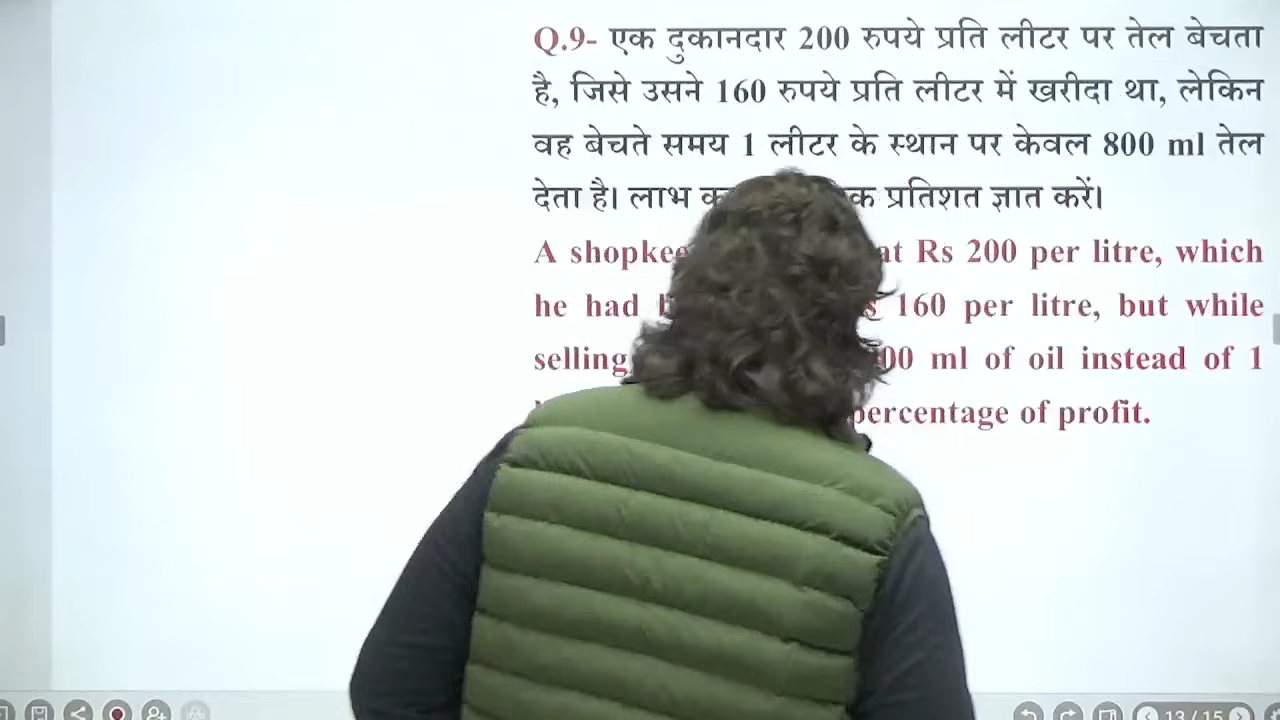 Q.9- एक दुकानदार 200 रुपये प्रति लीटर पर तेल बेचता
है, जिसे उसने 160 रुपये प्रति लीटर में खरीदा था, लेकिन
वह बेचते समय 1 लीटर के स्थान पर केवल 800 ml तेल
देता है। लाभ प्रतिशत ज्ञात करें।
A at Rs 200 per litre, which
he had 160 per litre, but while
selling ml of oil instead of 1
percentage of profit.
13/15